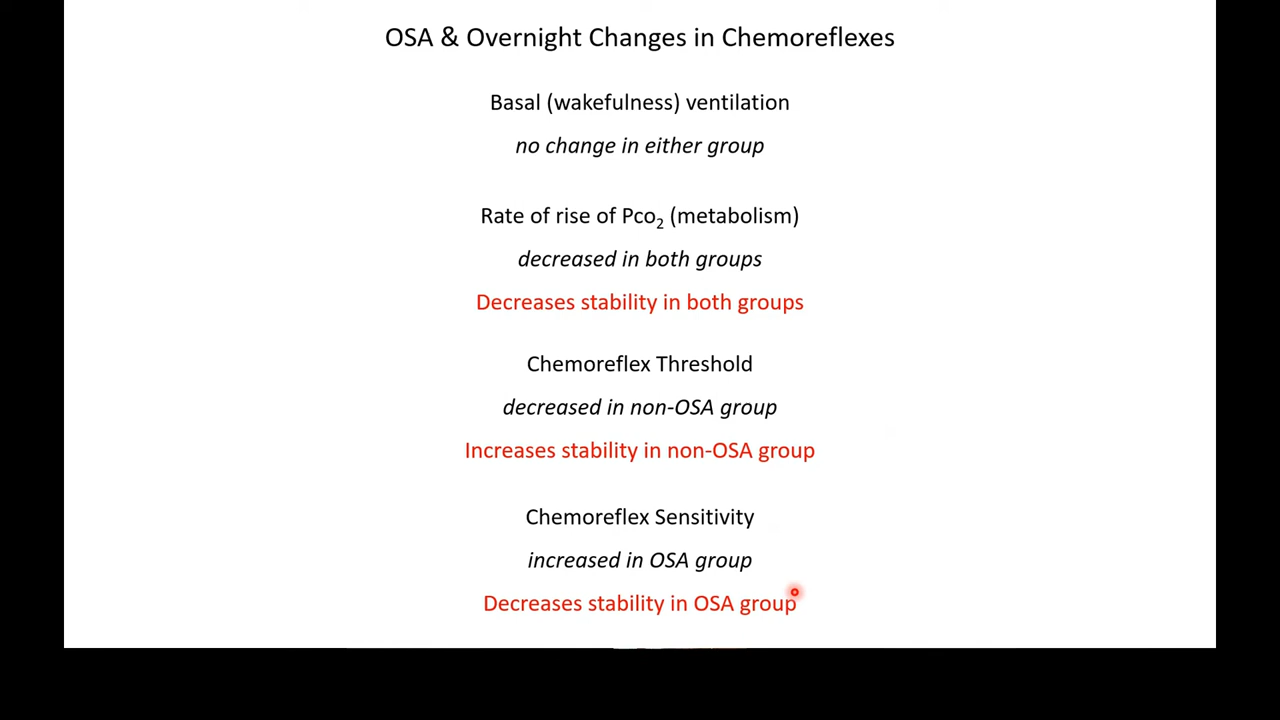 OSA & Overnight Changes in Chemoreflexes
Basal (wakefulness) ventilation
no change in either group
Rate of rise of Pco₂ (metabolism)
decreased in both groups
Decreases stability in both groups
Chemoreflex Threshold
decreased in non-OSA group
Increases stability in non-OSA group
Chemoreflex Sensitivity
increased in OSA group
Decreases stability in OSA group